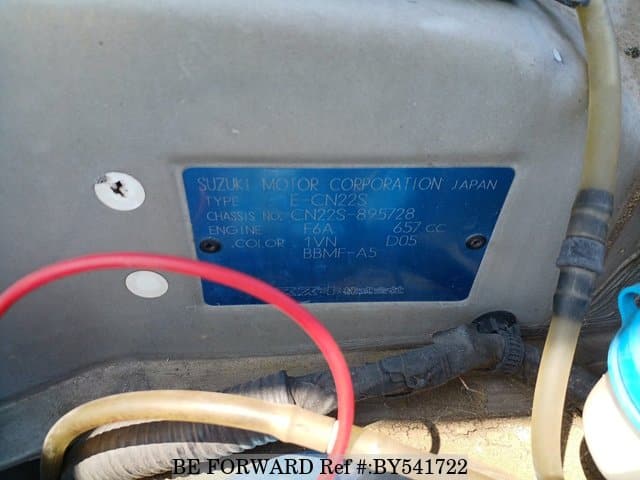 SUZUKI MOTOR CORPORATION JAPAN
TYPE E-CN22S
CHASSIS NO. CN22S-895728
ENGINE F6A 657 CC
COLOR 1VN D05
BBMF-A5
BE FORWARD Ref #:BY541722